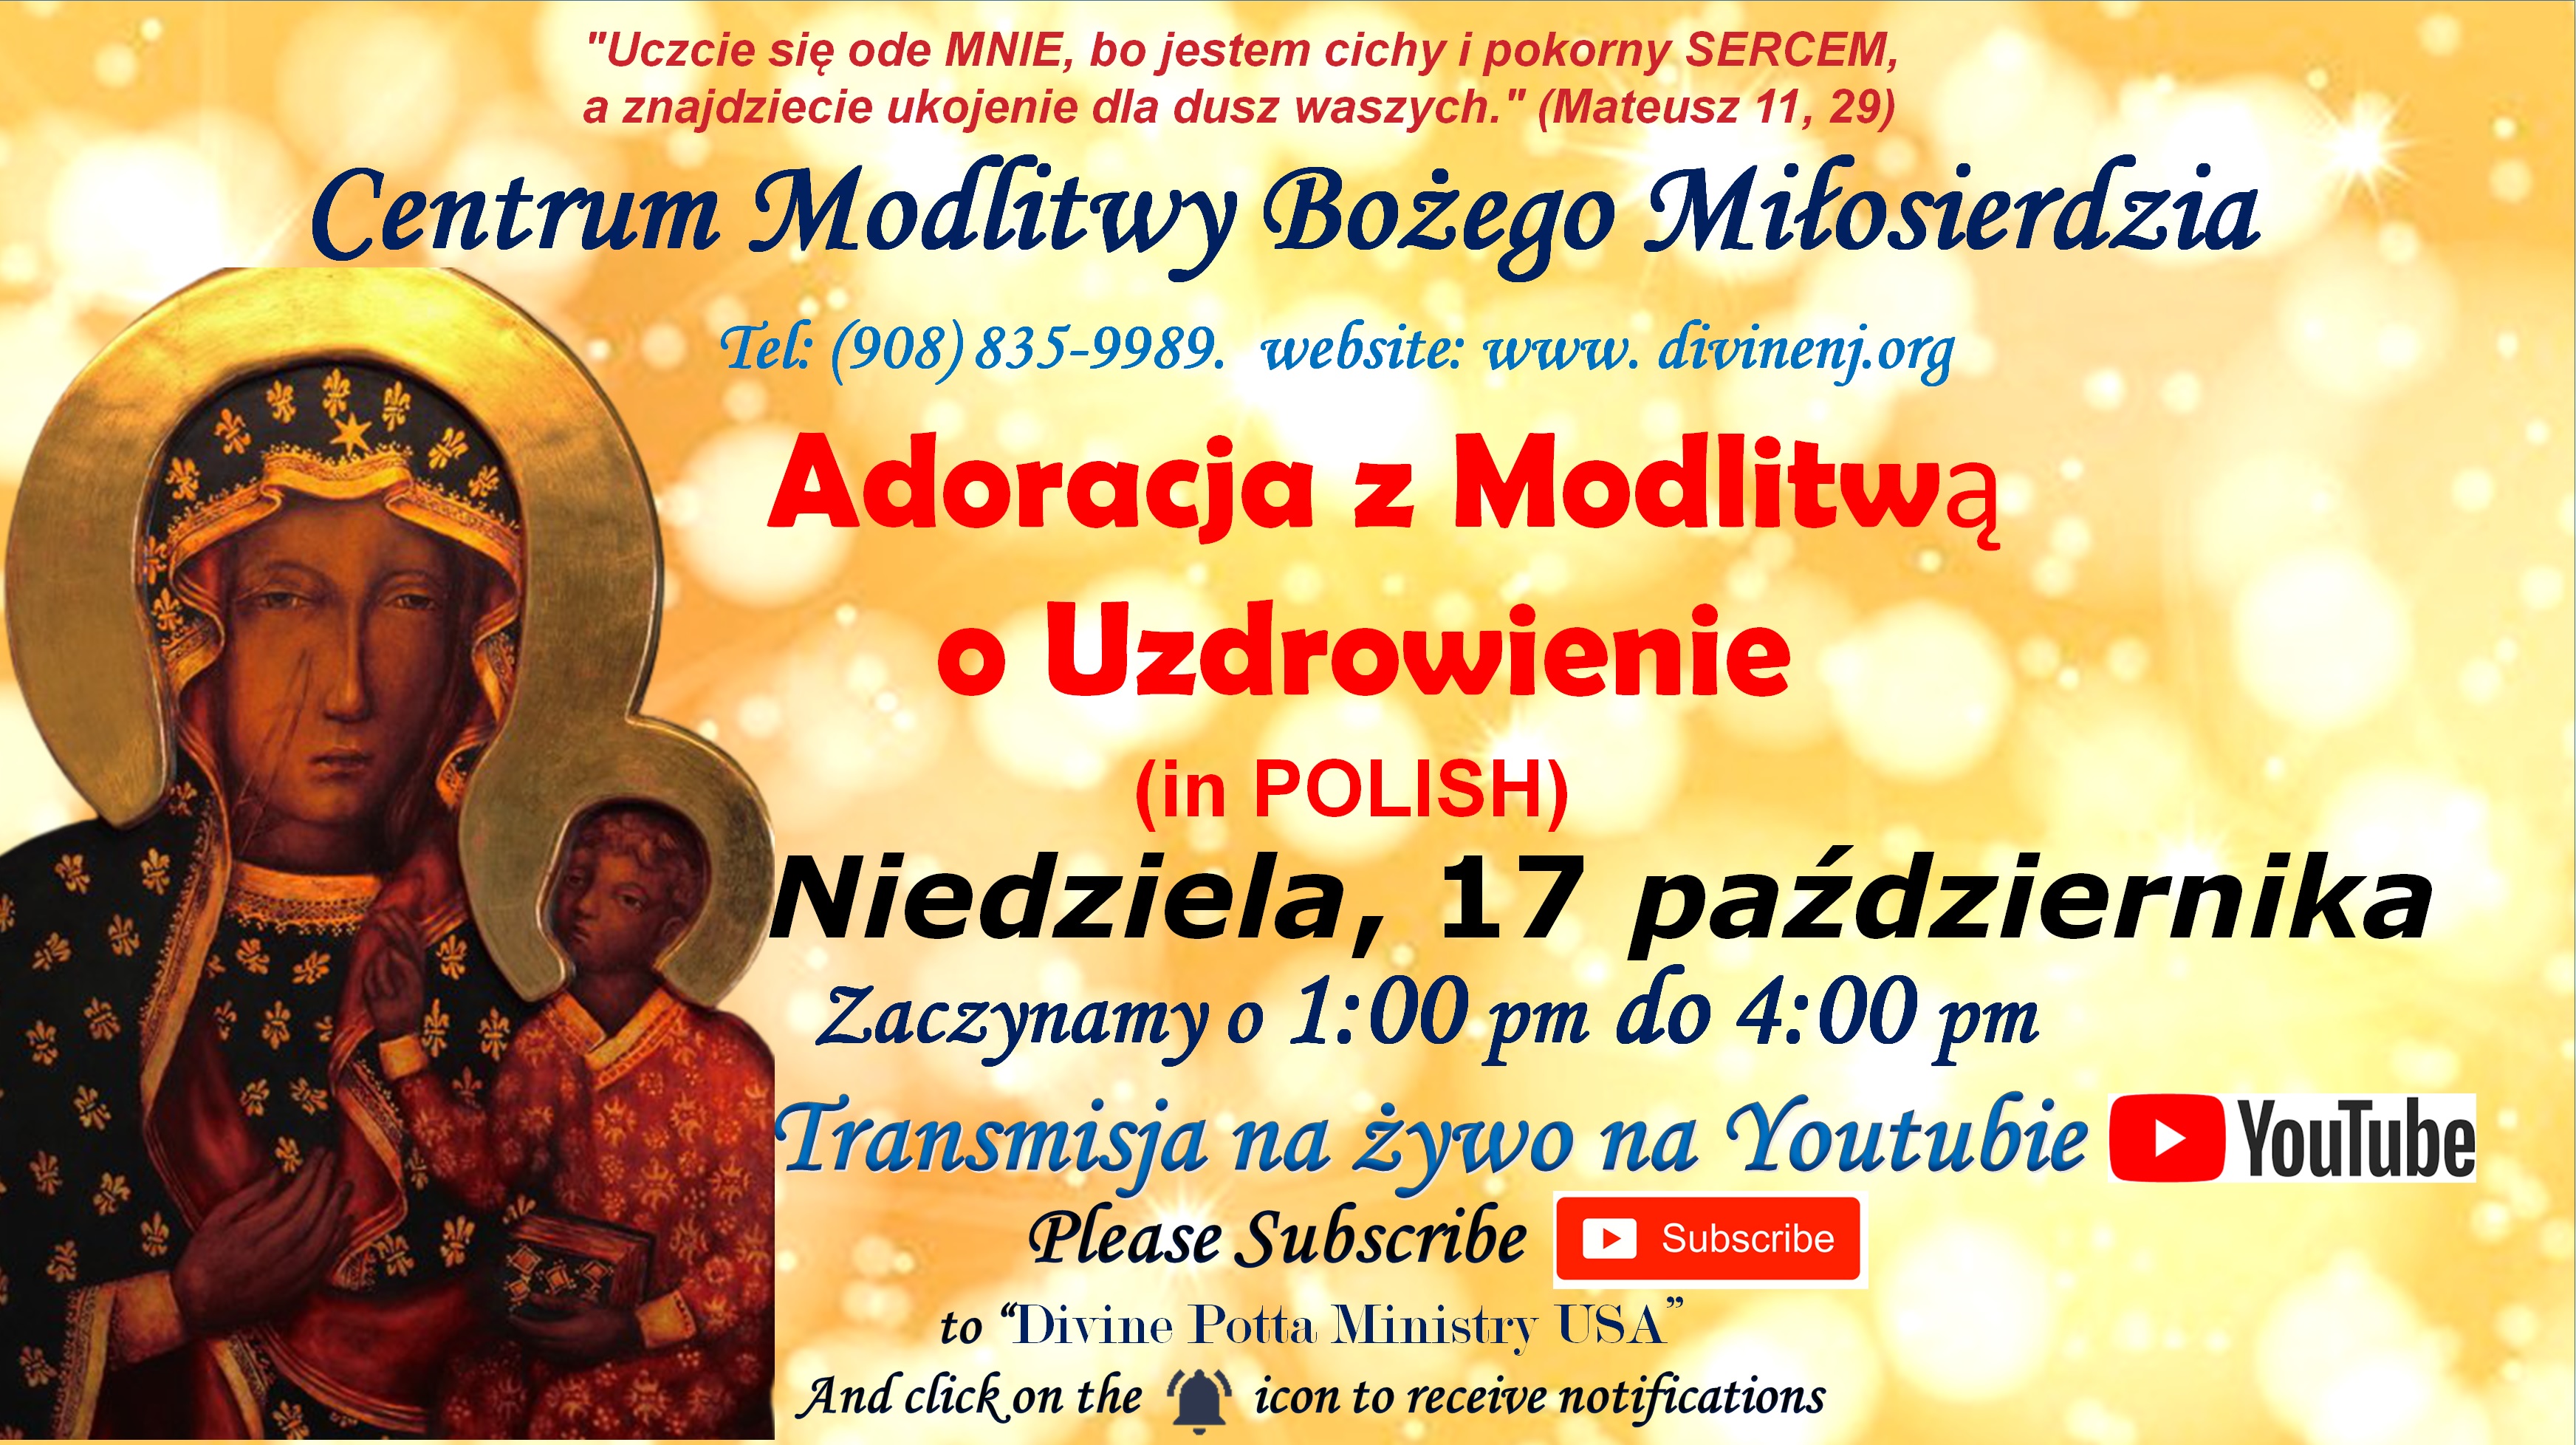 "Uczcie się ode MNIE, bo jestem cichy i pokorny SERCEM,
a znajdziecie ukojenie dla dusz waszych." (Mateusz 11, 29)
Centrum Modlitwy Bożego Miłosierdzia
Tel: (908) 835-9989. website: www. divinenj.org
Adoracja z Modlitwą
o Uzdrowienie
(in POLISH)
Niedziela, 17 października
Zaczynamy o 1:00 pm do 4:00 pm
Transmisja na żywo na Youtubie YouTube
Please Subscribe Subscribe
to "Divine Potta Ministry USA"
And click on the icon to receive notifications